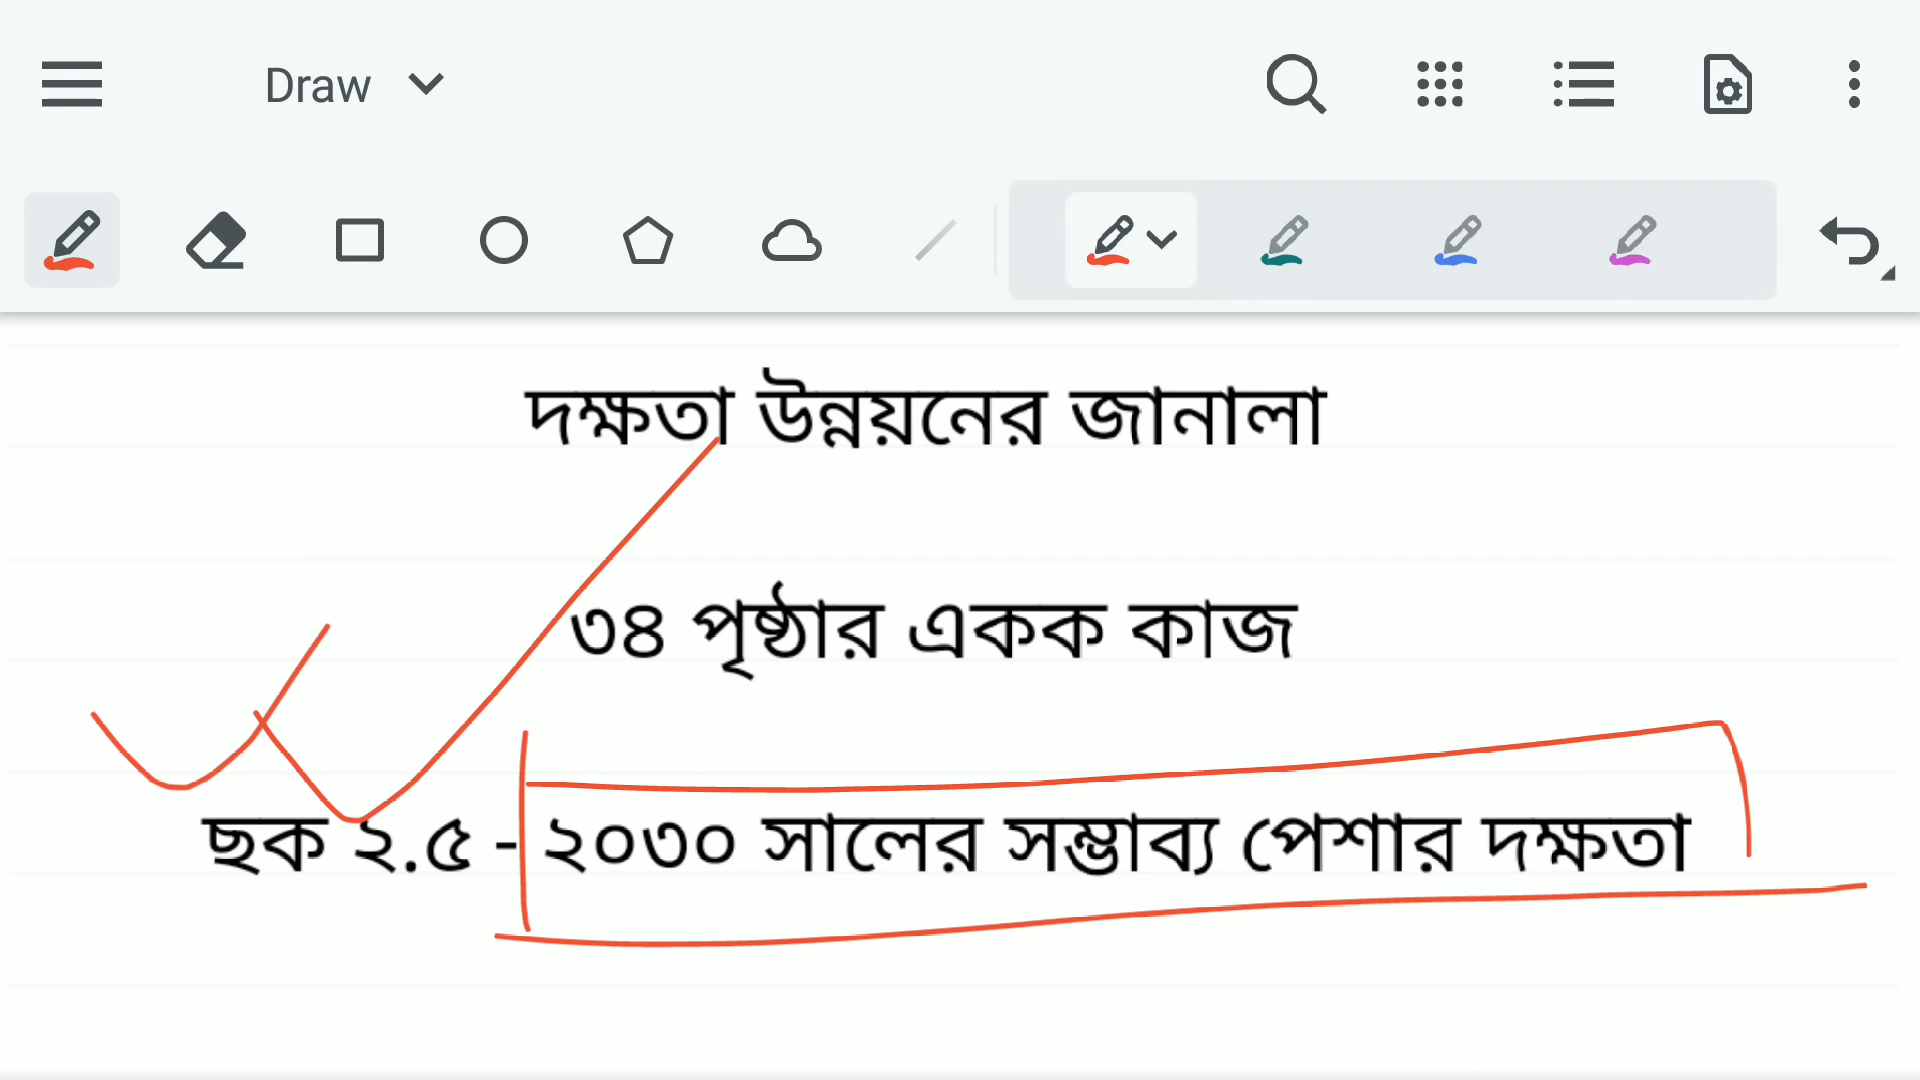 Draw
দক্ষতা উন্নয়নের জানালা
৩৪ পৃষ্ঠার একক কাজ
ছক ২.৫ - ২০৩০ সালের সম্ভাব্য পেশার দক্ষতা